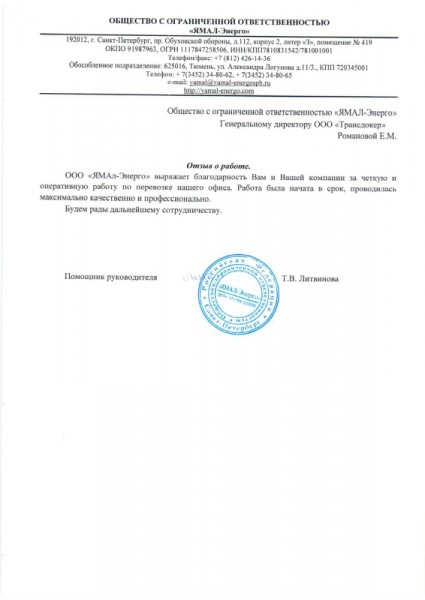 ОБЩЕСТВО С ОГРАНИЧЕННОЙ ОТВЕТСТВЕННОСТЬЮ
«ЯМАЛ-Энерго»
192012, г. Санкт-Петербург, пр. Обуховской обороны, д.112, корпус 2, литер «З», помещение № 419
ОКПО 91987963, ОГРН 1117847258506, ИНН/КПП7810831542/781001001
Телефон/факс: +7 (812) 426-14-36
Обособленное подразделение: 625016, Тюмень, ул. Александра Логунова д.11/3., КПП 720345001
Телефон: + 7(3452) 34-80-62, + 7(3452) 34-80-65
e-mail: yamal@yamal-energospb.ru
http://yamal-energo.com
Общество с ограниченной ответственностью «ЯМАЛ-Энерго»
Генеральному директору ООО «Трансдокер»
Романовой Е.М.
Отзыв о работе.
ООО «ЯМАл-Энерго» выражает благодарность Вам и Вашей компании за четкую и
оперативную работу по перевозке нашего офиса. Работа была начата в срок, проводилась
максимально качественно и профессионально.
Будем рады дальнейшему сотрудничеству.
Помощник руководителя
Т.В. Литвинова
Российская Федерация
«ЯМАЛ-Энерго»
г. Санкт-Петербург